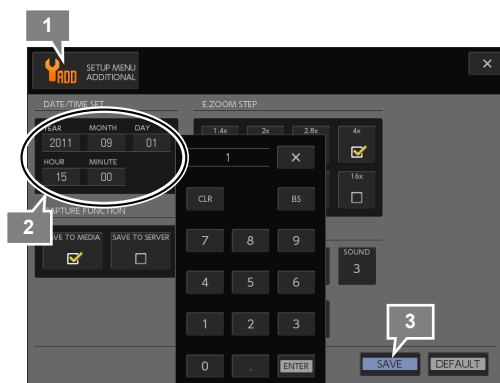 1
ADD SETUP MENU
ADDITIONAL
×
DATE/TIME SET
E.ZOOM STEP
YEAR MONTH DAY
2011 09 01
HOUR MINUTE
15 00
1.4x 2x 2.8x 4x
16x
2
CAPTURE FUNCTION
SAVE TO MEDIA SAVE TO SERVER
1 ×
CLR BS
7 8 9
4 5 6
1 2 3
0 . ENTER
SOUND
3
3
SAVE DEFAULT